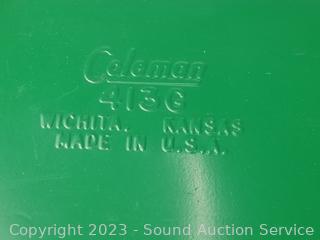 Coleman
413G
WICHITA, KANSAS
MADE IN U.S.A.
Copyright 2023 - Sound Auction Service